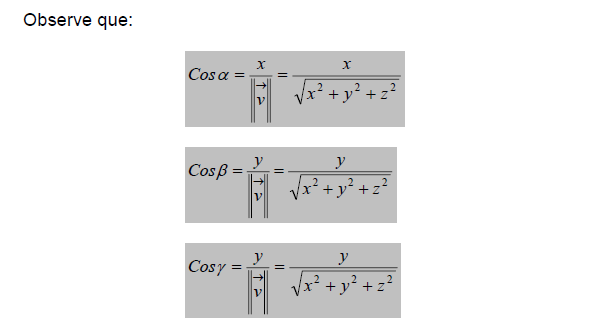 Observe que:
Cos α = x / ‖v⃗‖ = x / √(x² + y² + z²)
Cos β = y / ‖v⃗‖ = y / √(x² + y² + z²)
Cos γ = y / ‖v⃗‖ = y / √(x² + y² + z²)